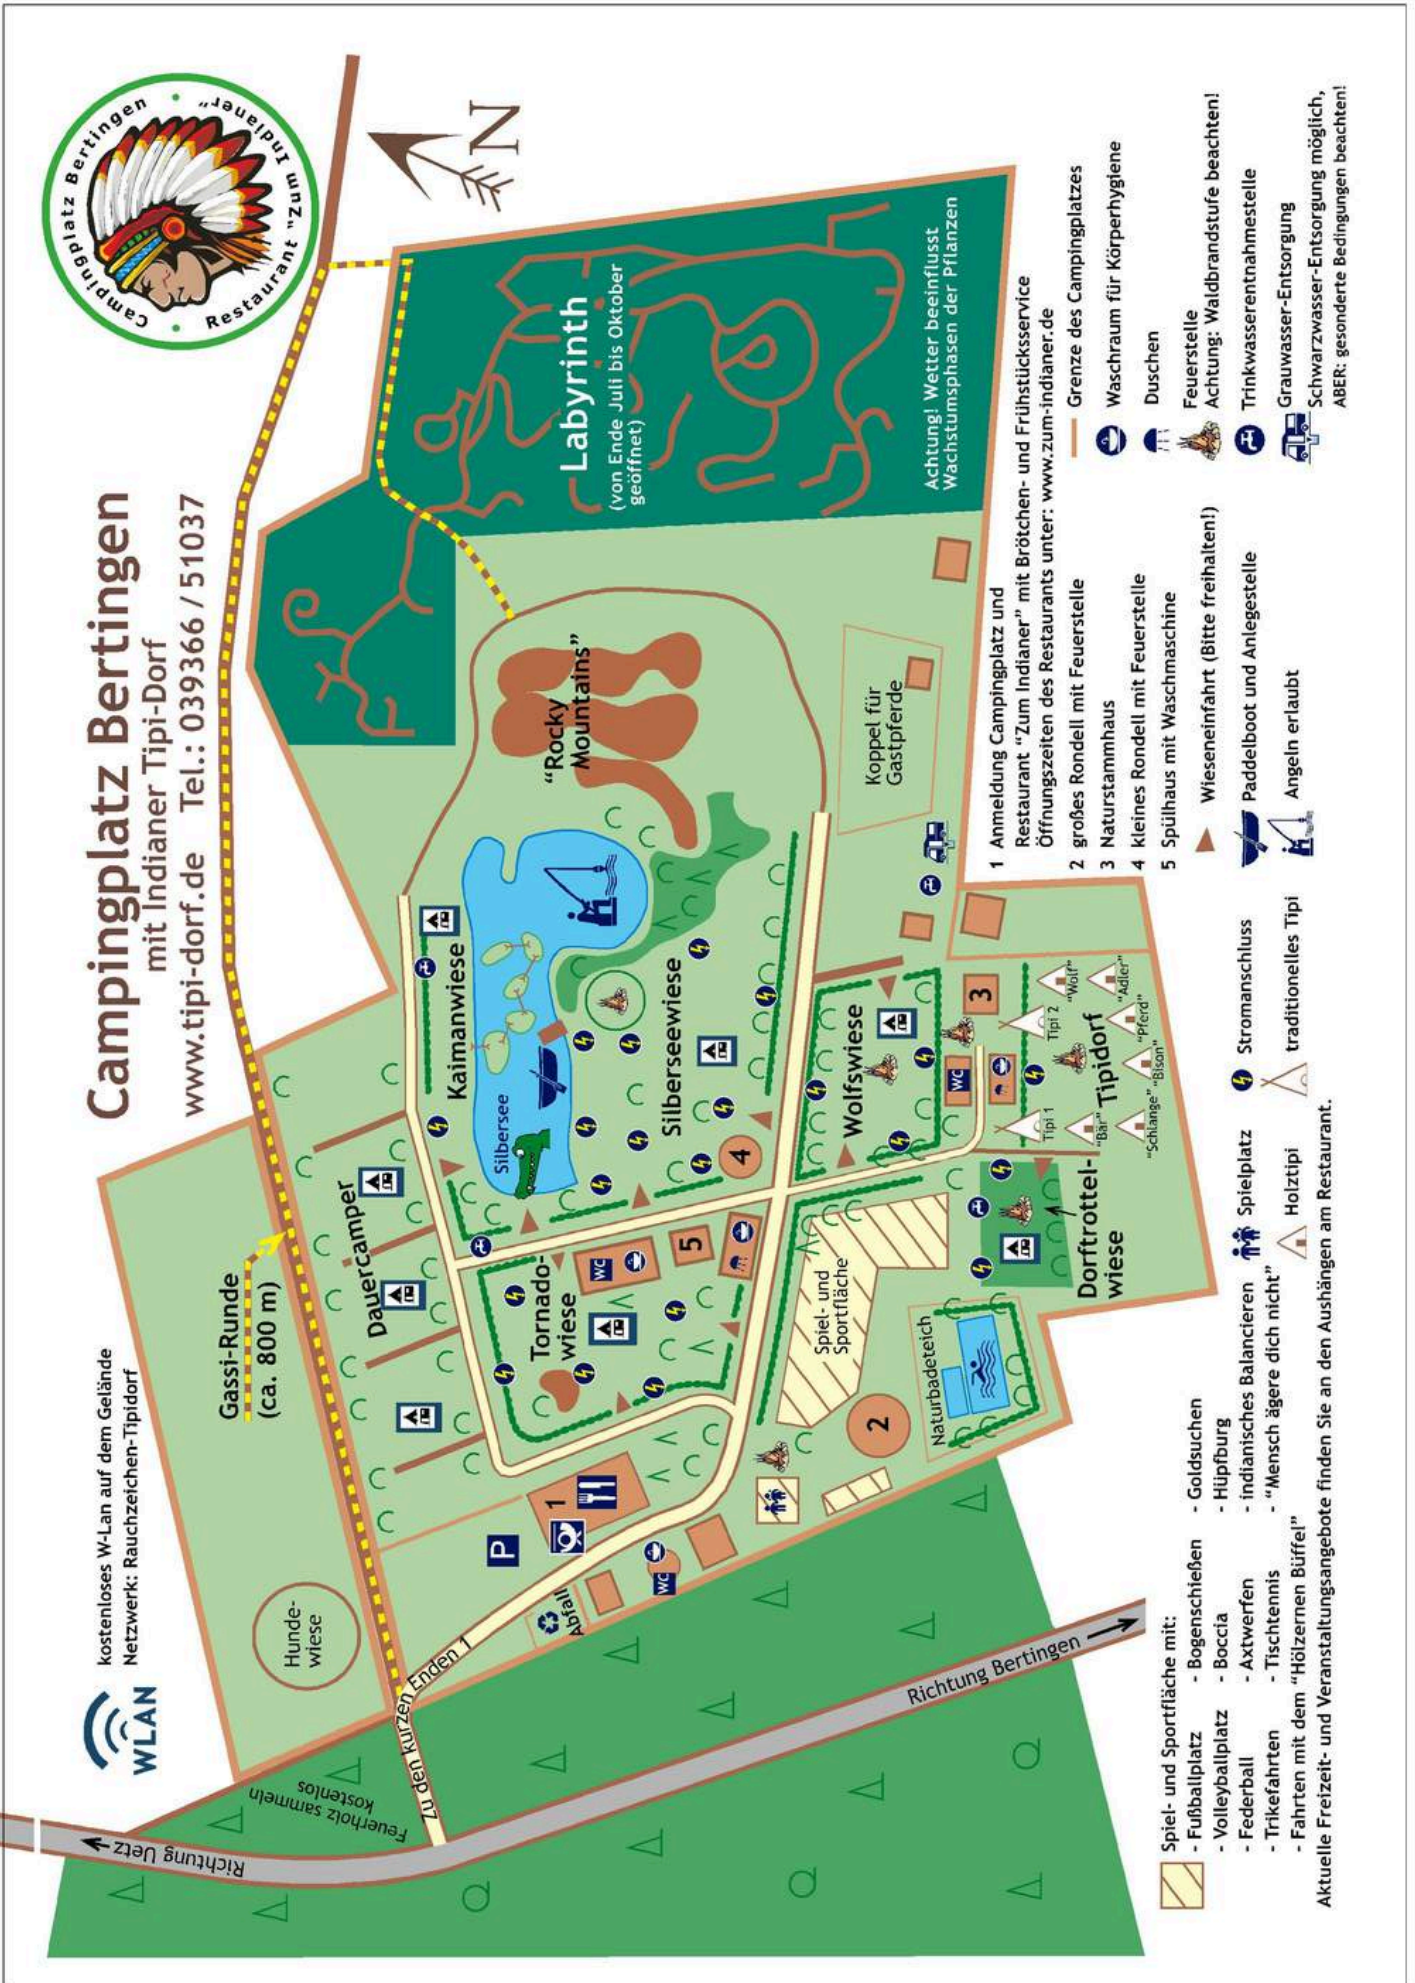 Campingplatz Bertingen
mit Indianer Tipi-Dorf
www.tipi-dorf.de Tel.: 039366 / 51037
Campingplatz Bertingen
Restaurant "Zum Indianer"
WLAN
kostenloses W-Lan auf dem Gelände
Netzwerk: Rauchzeichen-Tipidorf
N
Gassi-Runde
(ca. 800 m)
Hunde-
wiese
Dauercamper
Richtung Uetz
Feuerholz sammeln
kostenlos
Zu den kurzen Enden 1
Richtung Bertingen
P
1
Abfall
WC
Tornado-
wiese
WC
5
Kaimanwiese
Silbersee
Silberseewiese
4
"Rocky
Mountains"
Labyrinth
(von Ende Juli bis Oktober
geöffnet)
Achtung! Wetter beeinflusst
Wachstumsphasen der Pflanzen
Koppel für
Gastpferde
Wolfswiese
WC
3
Spiel- und
Sportfläche
2
Naturbadeteich
Dorftrottel-
wiese
Tipidorf
Tipi 1
Tipi 2
"Bär"
"Schlange"
"Bison"
"Pferd"
"Wolf"
"Adler"
1 Anmeldung Campingplatz und
Restaurant "Zum Indianer" mit Brötchen- und Frühstücksservice
Öffnungszeiten des Restaurants unter: www.zum-indianer.de
2 großes Rondell mit Feuerstelle
3 Naturstammhaus
4 kleines Rondell mit Feuerstelle
5 Spülhaus mit Waschmaschine
Wieseneinfahrt (Bitte freihalten!)
Paddelboot und Anlegestelle
Angeln erlaubt
Grenze des Campingplatzes
Waschraum für Körperhygiene
Duschen
Feuerstelle
Achtung: Waldbrandstufe beachten!
Trinkwasserentnahmestelle
Grauwasser-Entsorgung
Schwarzwasser-Entsorgung möglich,
ABER: gesonderte Bedingungen beachten!
Stromanschluss
traditionelles Tipi
Spielplatz
Holztipi
Spiel- und Sportfläche mit:
- Fußballplatz - Bogenschießen - Goldsuchen
- Volleyballplatz - Boccia - Hüpfburg
- Federball - Axtwerfen - indianisches Balancieren
- Trikefahrten - Tischtennis - "Mensch ägere dich nicht"
- Fahrten mit dem "Hölzernen Büffel"
Aktuelle Freizeit- und Veranstaltungsangebote finden Sie an den Aushängen am Restaurant.